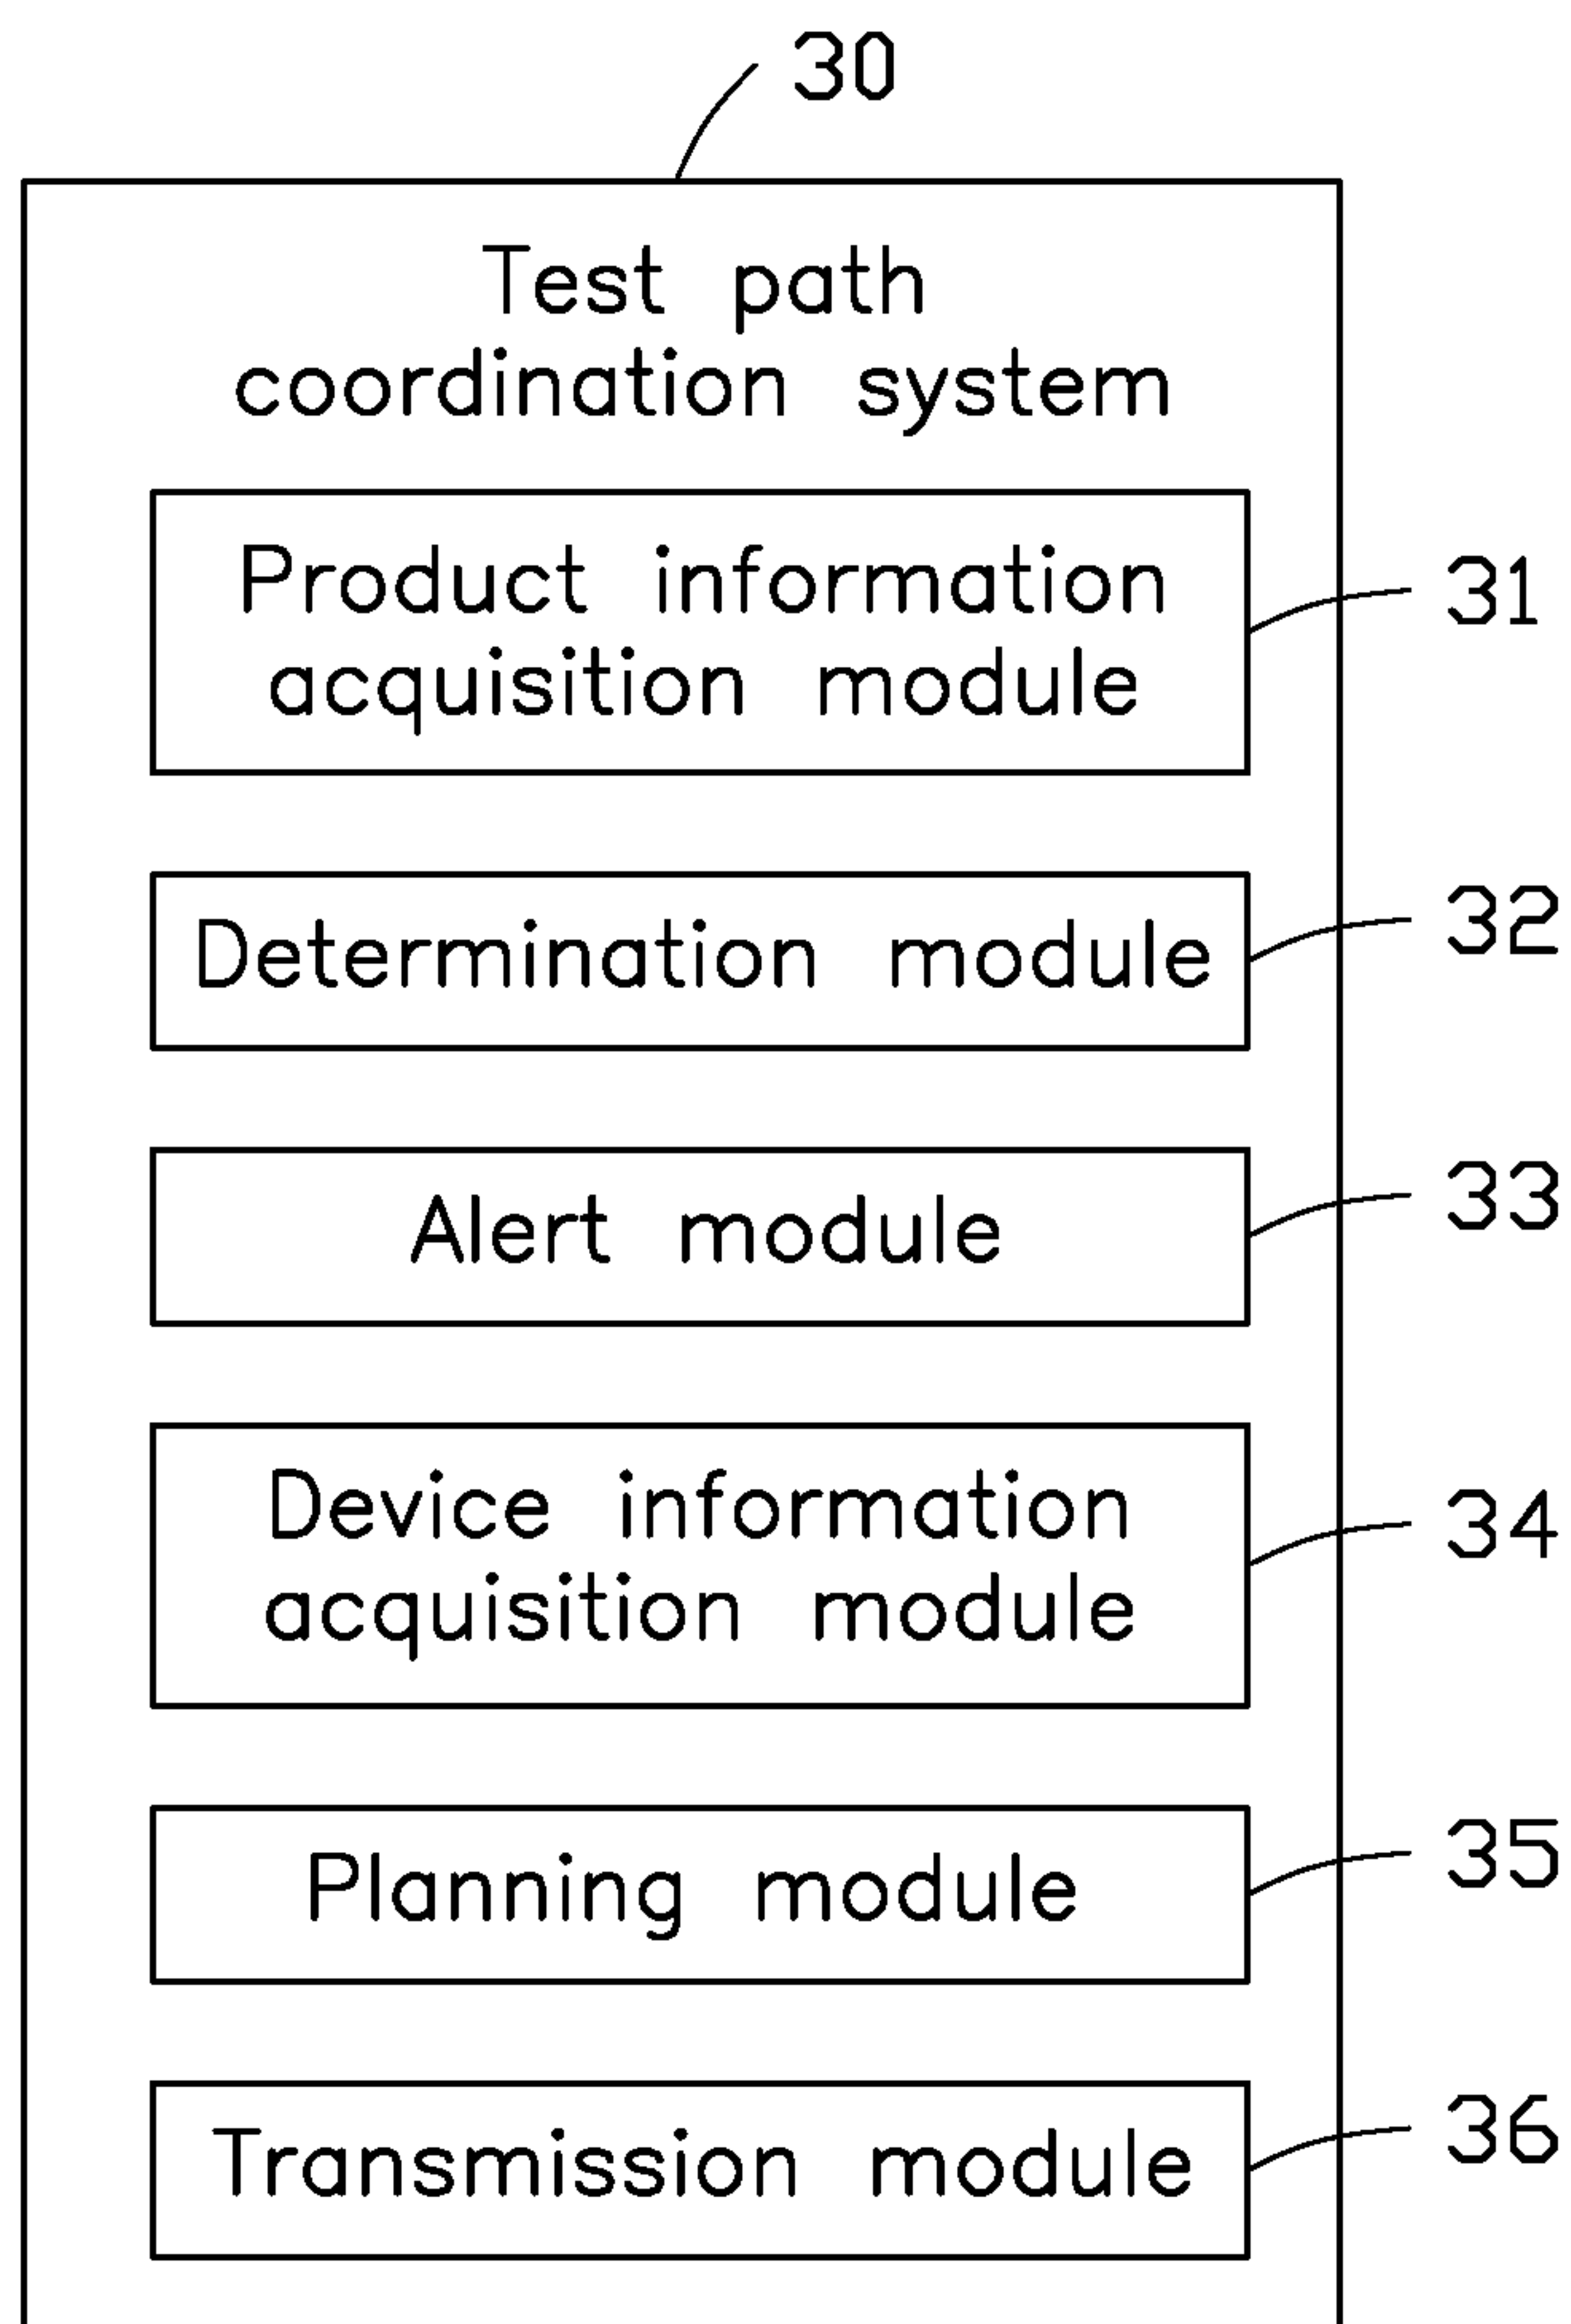 30
Test path
coordination system
Product information
acquisition module
31
Determination module
32
Alert module
33
Device information
acquisition module
34
Planning module
35
Transmission module
36